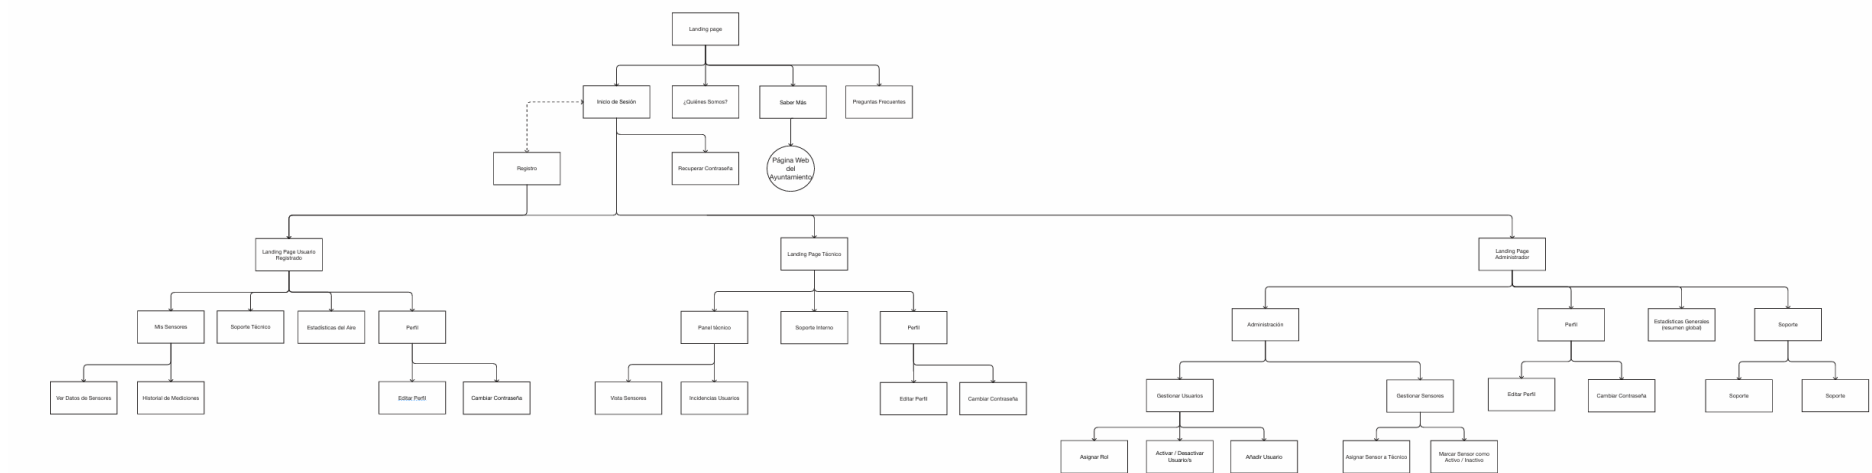 Landing page
Inicio de Sesión
¿Quiénes Somos?
Saber Más
Preguntas Frecuentes
Registro
Recuperar Contraseña
Página Web
del
Ayuntamiento
Landing Page Usuario
Registrado
Landing Page Técnico
Landing Page
Administrador
Mis Sensores
Soporte Técnico
Estadísticas del Aire
Perfil
Panel técnico
Soporte Interno
Perfil
Administración
Perfil
Estadísticas Generales
(resumen global)
Soporte
Ver Datos de Sensores
Historial de Mediciones
Editar Perfil
Cambiar Contraseña
Vista Sensores
Incidencias Usuarios
Editar Perfil
Cambiar Contraseña
Gestionar Usuarios
Gestionar Sensores
Editar Perfil
Cambiar Contraseña
Soporte
Soporte
Asignar Rol
Activar / Desactivar
Usuario/s
Añadir Usuario
Asignar Sensor a Técnico
Marcar Sensor como
Activo / Inactivo